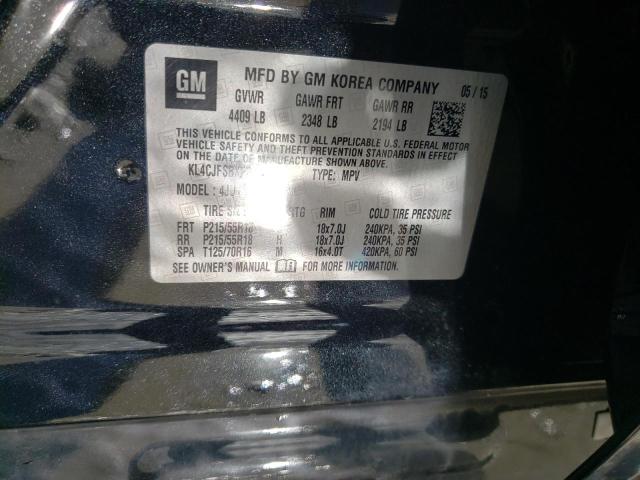 GM
MFD BY GM KOREA COMPANY 05 / 15
GVWR GAWR FRT GAWR RR
4409 LB 2348 LB 2194 LB
THIS VEHICLE CONFORMS TO ALL APPLICABLE U.S. FEDERAL MOTOR
VEHICLE SAFETY AND THEFT PREVENTION STANDARDS IN EFFECT
ON THE DATE OF MANUFACTURE SHOWN ABOVE.
TYPE: MPV
MODEL :
TIRE RIM COLD TIRE PRESSURE
FRT P215/55R18 18x7.0J 240KPA, 35 PSI
RR P215/55R18 H 18x7.0J 240KPA, 35 PSI
SPA T125/70R16 M 16x4.0T 420KPA, 60 PSI
SEE OWNER'S MANUAL FOR MORE INFORMATION.